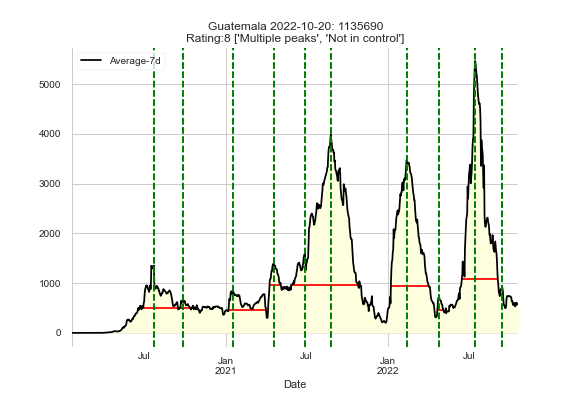 Guatemala 2022-10-20: 1135690
Rating:8 ['Multiple peaks', 'Not in control']
Average-7d
5000
4000
3000
2000
1000
0
Jul
Jan
2021
Jul
Jan
2022
Jul
Date